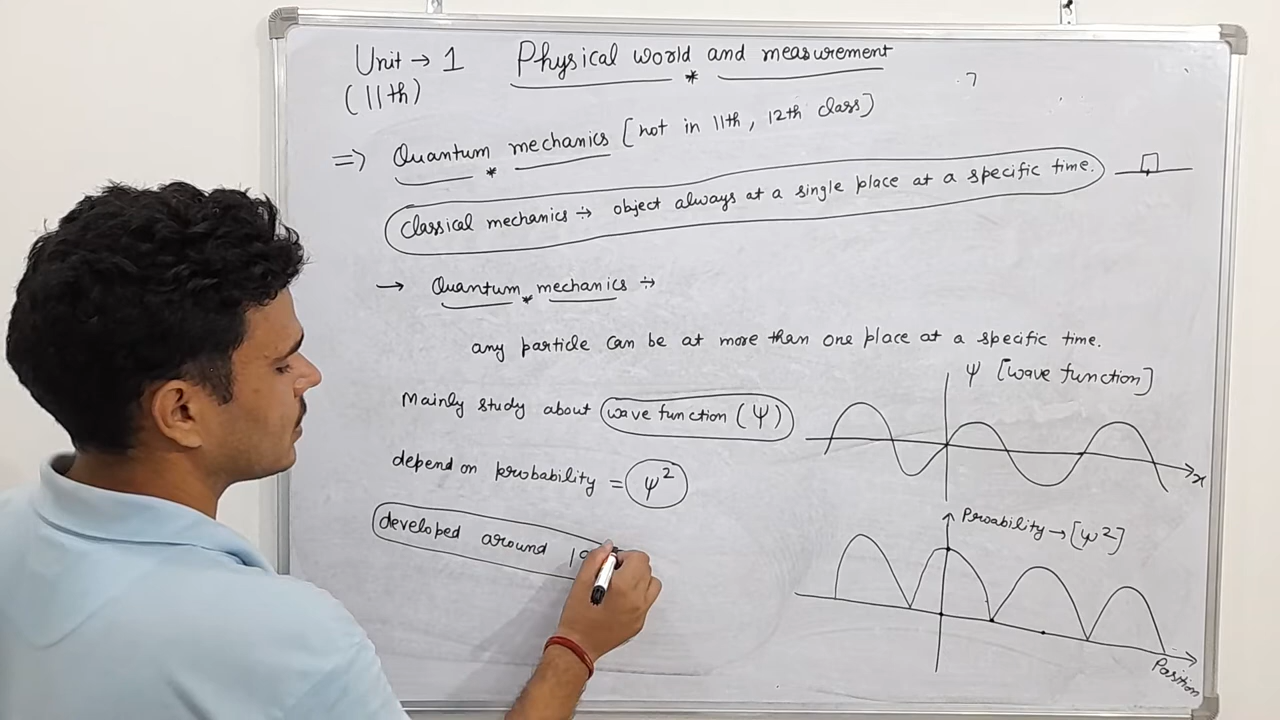 Unit → 1 Physical world and measurement
(11th)
⇒ Quantum * mechanics [not in 11th, 12th class]
Classical mechanics ÷ object always at a single place at a specific time.
→ Quantum * mechanics ÷
any particle can be at more than one place at a specific time.
ψ [wave function]
Mainly study about wave function (ψ)
x
depend on probability = ψ²
Proability → [ψ²]
developed around
Position